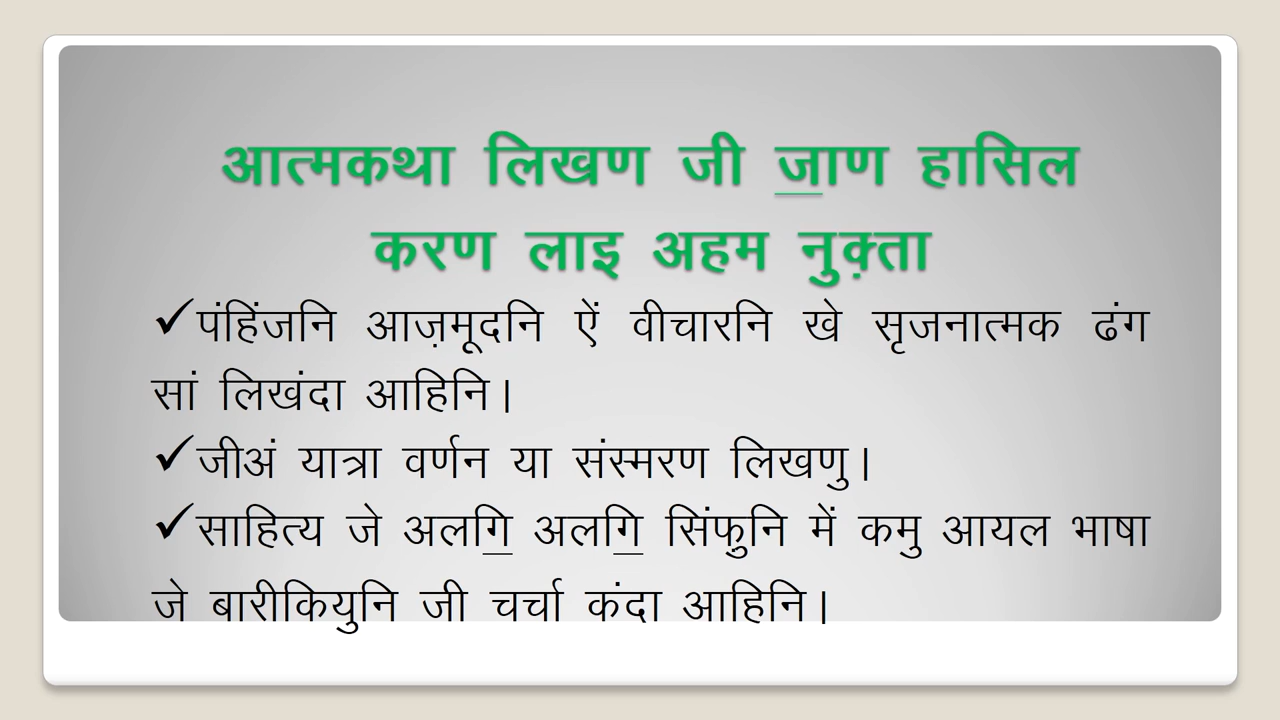 आत्मकथा लिखण जी ॼाण हासिल
करण लाइ अहम नुक़्ता
✓पंहिंजनि आज़मूदनि ऐं वीचारनि खे सृजनात्मक ढंग
सां लिखंदा आहिनि।
✓जीअं यात्रा वर्णन या संस्मरण लिखणु।
✓साहित्य जे अलॻि अलॻि सिंफ़ुनि में कमु आयल भाषा
जे बारीकियुनि जी चर्चा कंदा आहिनि।